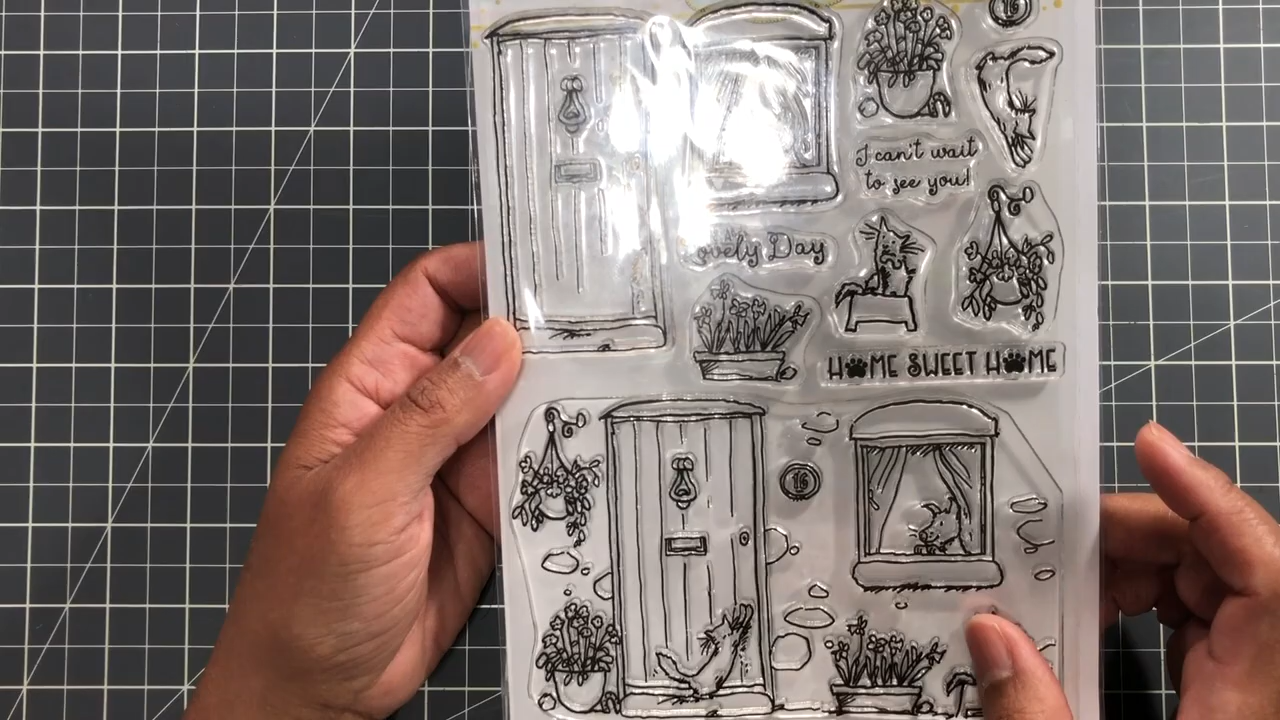 16
I can't wait
to see you!
Lovely Day
HOME SWEET HOME
16